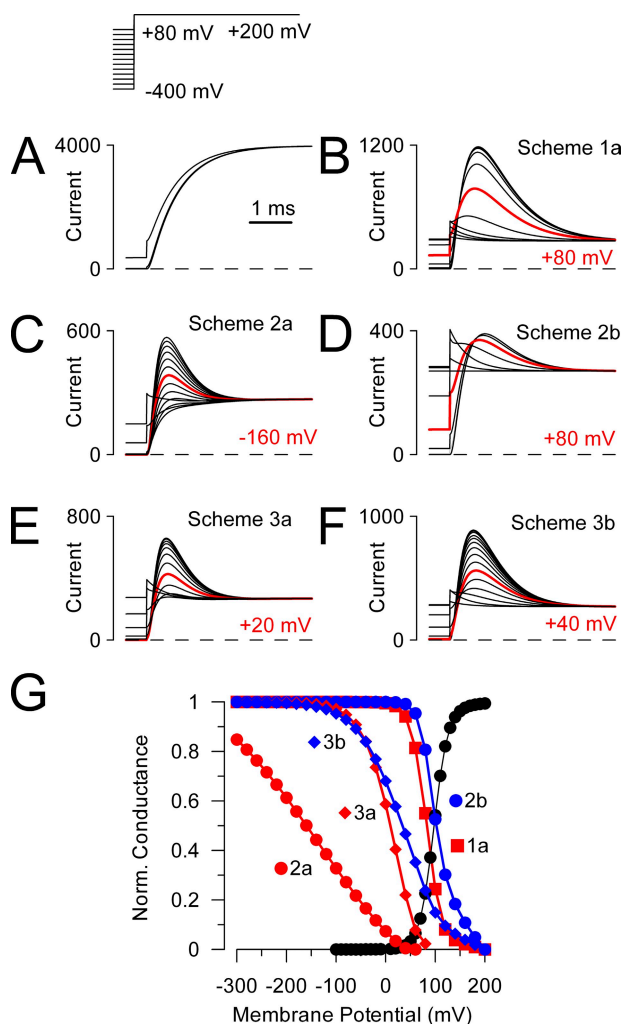 +80 mV +200 mV
-400 mV
A
4000
Current
0
1 ms
B
1200
Current
0
Scheme 1a
+80 mV
C
600
Current
0
Scheme 2a
-160 mV
D
400
Current
0
Scheme 2b
+80 mV
E
800
Current
0
Scheme 3a
+20 mV
F
1000
Current
0
Scheme 3b
+40 mV
G
Norm. Conductance
1
0.8
0.6
0.4
0.2
0
3b
3a
2a
2b
1a
-300 -200 -100 0 100 200
Membrane Potential (mV)